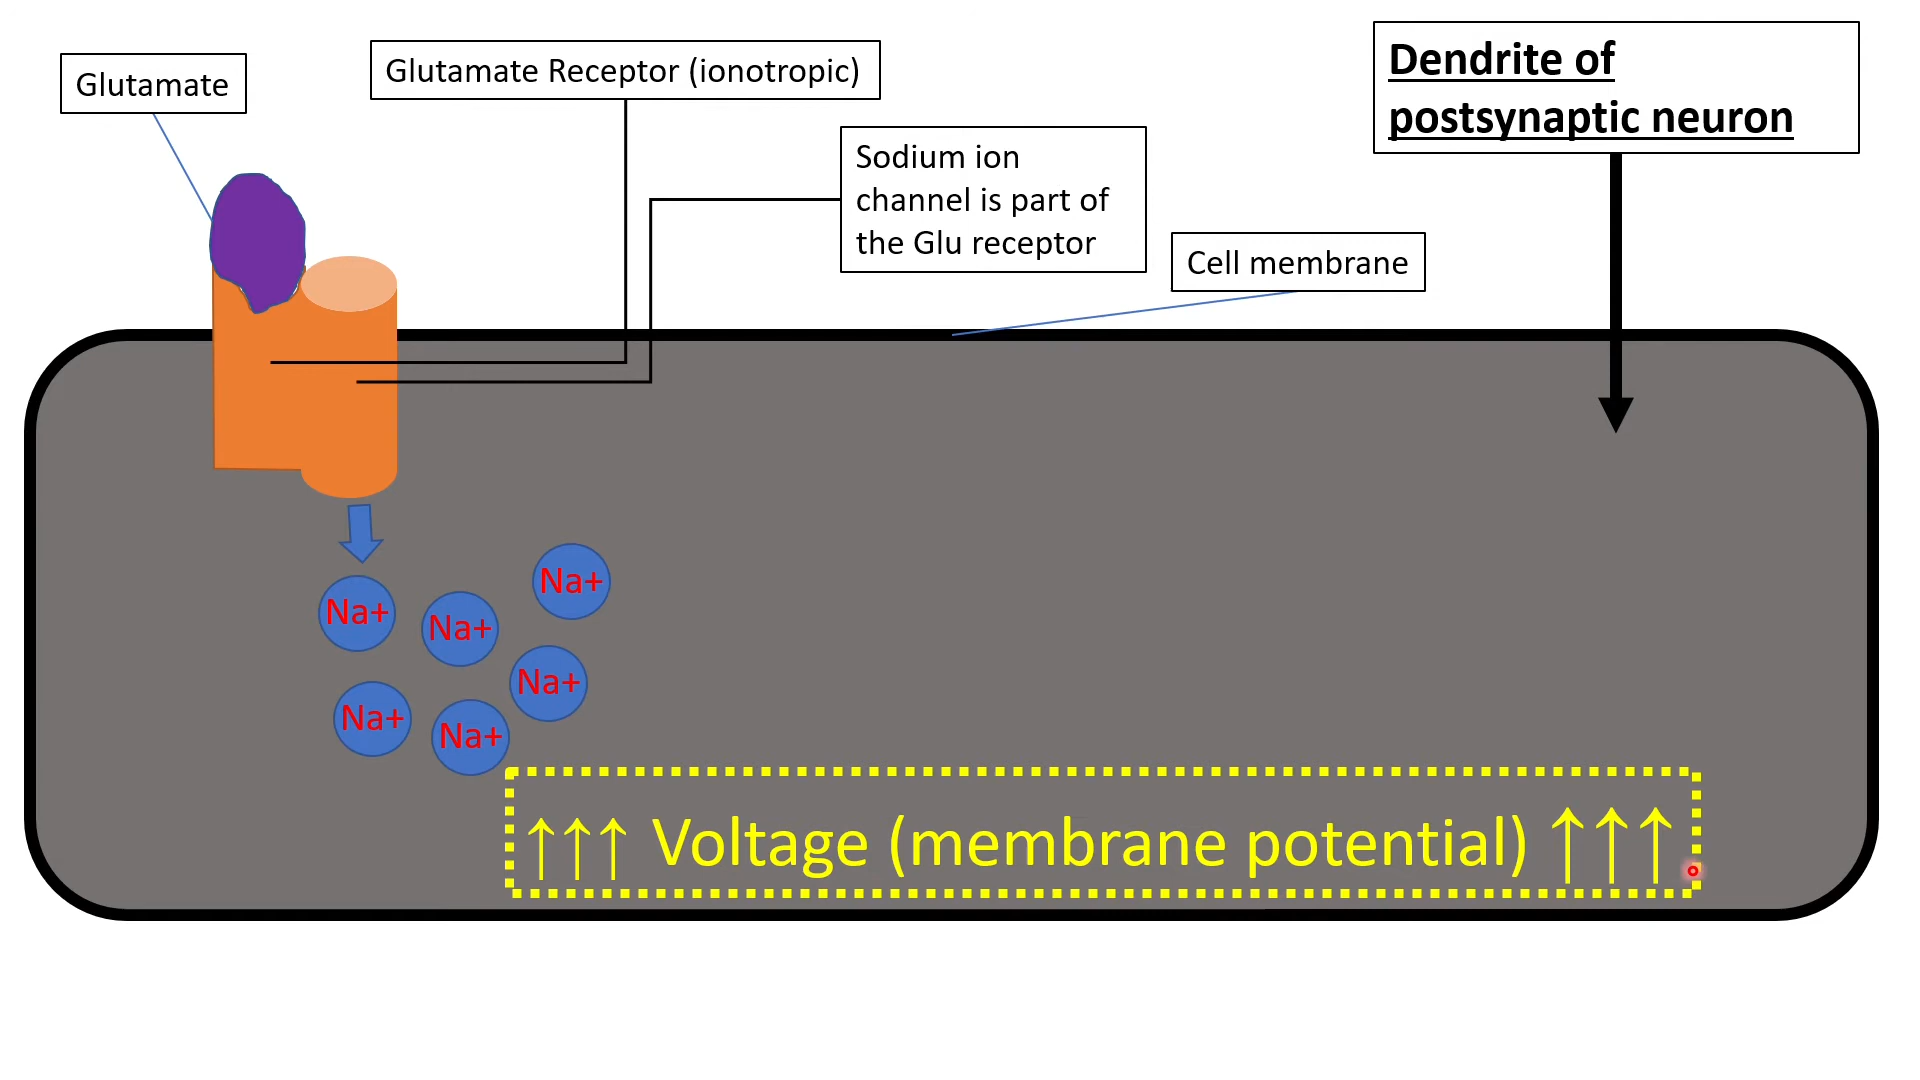 Glutamate
Glutamate Receptor (ionotropic)
Dendrite of
postsynaptic neuron
Sodium ion
channel is part of
the Glu receptor
Cell membrane
Na+
Na+
Na+
Na+
Na+
Na+
↑↑↑ Voltage (membrane potential) ↑↑↑